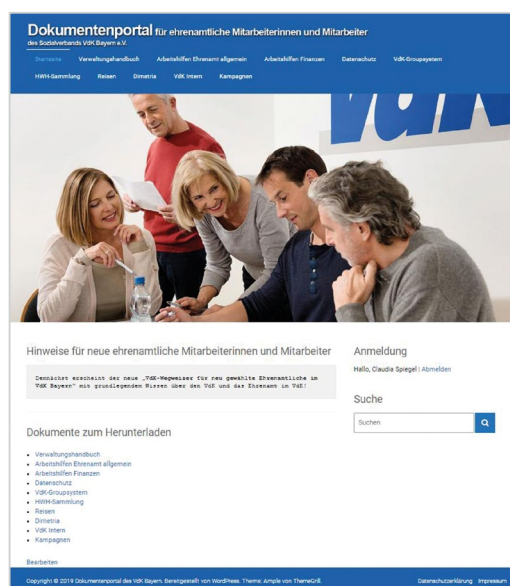 Dokumentenportal für ehrenamtliche Mitarbeiterinnen und Mitarbeiter
des Sozialverbands VdK Bayern e.V.
Startseite Verwaltungshandbuch Arbeitshilfen Ehrenamt allgemein Arbeitshilfen Finanzen Datenschutz VdK-Groupsystem
HWH-Sammlung Reisen Dimetria VdK Intern Kampagnen
VdK
Hinweise für neue ehrenamtliche Mitarbeiterinnen und Mitarbeiter
Demnächst erscheint der neue „VdK-Wegweiser für neu gewählte Ehrenamtliche im
VdK Bayern" mit grundlegendem Wissen über den VdK und das Ehrenamt im VdK!
Dokumente zum Herunterladen
Verwaltungshandbuch
Arbeitshilfen Ehrenamt allgemein
Arbeitshilfen Finanzen
Datenschutz
VdK-Groupsystem
HWH-Sammlung
Reisen
Dimetria
VdK Intern
Kampagnen
Bearbeiten
Anmeldung
Hallo, Claudia Spiegel | Abmelden
Suche
Suchen
Copyright © 2019 Dokumentenportal des VdK Bayern. Bereitgestellt von WordPress. Theme: Ample von ThemeGrill. Datenschutzerklärung Impressum